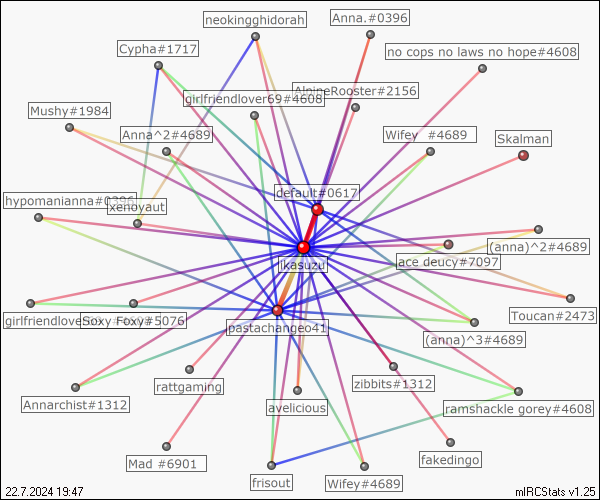 neokingghidorah
Anna.#0396
Cypha#1717
no cops no laws no hope#4608
AlpineRooster#2156
girlfriendlover69#4608
Mushy#1984
Anna^2#4689
Wifey #4689
Skalman
default#0617
hypomanianna#0396
xenoyaut
(anna)^2#4689
ace deucy#7097
ikasuzu
Toucan#2473
girlfriendlove
Foxy Foxy#5076
pastachangeo41
(anna)^3#4689
rattgaming
zibbits#1312
Annarchist#1312
avelicious
ramshackle gorey#4608
Mad #6901
fakedingo
frisout
Wifey#4689
22.7.2024 19:47
mIRCStats v1.25